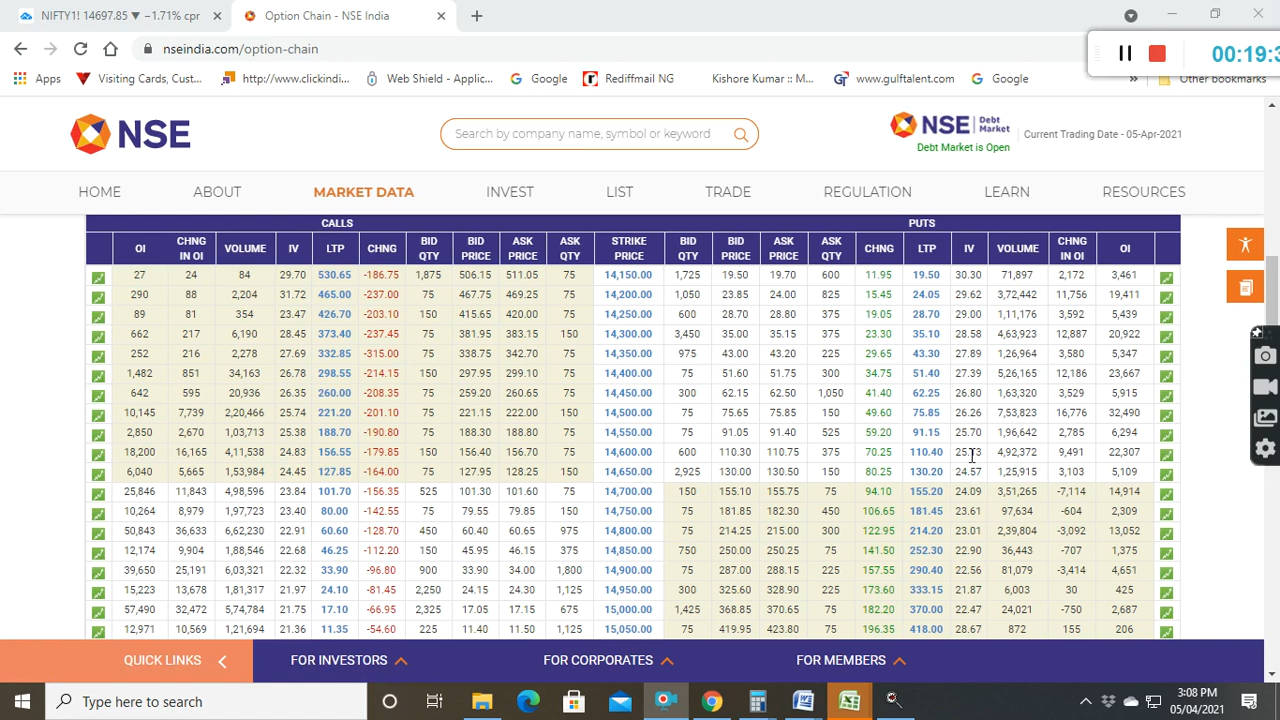 NIFTY1! 14697.85 ▼ −1.71% cpr
Option Chain - NSE India
nseindia.com/option-chain
00:19:3
Apps Visiting Cards, Cust... http://www.clickindi... Web Shield - Applic... Google Rediffmail NG Kishore Kumar :: M... www.gulftalent.com Google » Other bookmarks
NSE
Search by company name, symbol or keyword
NSE Debt Market
Debt Market is Open
Current Trading Date - 05-Apr-2021
HOME ABOUT MARKET DATA INVEST LIST TRADE REGULATION LEARN RESOURCES
CALLS PUTS
OI CHNG IN OI VOLUME IV LTP CHNG BID QTY BID PRICE ASK PRICE ASK QTY STRIKE PRICE BID QTY BID PRICE ASK PRICE ASK QTY CHNG LTP IV VOLUME CHNG IN OI OI
27 24 84 29.70 530.65 -186.75 1,875 506.15 511.05 75 14,150.00 1,725 19.50 19.70 600 11.95 19.50 30.30 71,897 2,172 3,461
290 88 2,204 31.72 465.00 -237.00 75 467.75 469.25 75 14,200.00 1,050 23.85 24.00 825 15.45 24.05 29.62 3,72,442 11,756 19,411
89 81 354 23.47 426.70 -203.10 150 415.65 420.00 75 14,250.00 600 28.70 28.80 375 19.05 28.70 29.00 1,11,176 3,592 5,439
662 217 6,190 28.45 373.40 -237.45 75 381.95 383.15 150 14,300.00 3,450 35.00 35.15 375 23.30 35.10 28.58 4,63,923 12,887 20,922
252 216 2,278 27.69 332.85 -315.00 75 338.75 342.70 75 14,350.00 975 43.00 43.20 225 29.65 43.30 27.89 1,26,964 3,580 5,347
1,482 851 34,163 26.78 298.55 -214.15 150 297.95 299.10 75 14,400.00 75 51.60 51.75 300 34.75 51.40 27.39 5,26,165 12,186 23,667
642 595 20,936 26.35 260.00 -208.35 75 259.20 260.65 75 14,450.00 300 62.15 62.50 1,050 41.40 62.25 26.80 1,63,320 3,529 5,915
10,145 7,739 2,20,466 25.74 221.20 -201.10 75 221.15 222.00 150 14,500.00 75 75.65 75.85 150 49.60 75.85 26.26 7,53,823 16,776 32,490
2,850 2,670 1,03,713 25.38 188.70 -190.80 75 188.30 188.80 75 14,550.00 75 91.05 91.40 525 59.20 91.15 25.70 1,96,642 2,785 6,294
18,200 16,165 4,11,538 24.83 156.55 -179.85 150 156.40 156.70 75 14,600.00 600 110.30 110.75 375 70.25 110.40 4,92,372 9,491 22,307
6,040 5,665 1,53,984 24.45 127.85 -164.00 75 127.95 128.25 150 14,650.00 2,925 130.00 130.50 150 80.25 130.20 24.57 1,25,915 3,103 5,109
25,846 11,843 4,98,596 23.84 101.70 -156.35 525 101.30 101.60 75 14,700.00 150 155.10 155.75 75 94.10 155.20 24.09 3,51,265 -7,114 14,914
10,264 8,979 1,97,723 23.40 80.00 -142.55 75 79.55 79.85 150 14,750.00 75 181.85 182.30 450 106.65 181.45 23.61 97,634 -604 2,309
50,843 36,633 6,62,230 22.91 60.60 -128.70 450 60.40 60.65 975 14,800.00 75 214.25 215.00 300 122.95 214.20 23.01 2,39,804 -3,092 13,052
12,174 9,904 1,88,546 22.68 46.25 -112.20 150 45.95 46.15 375 14,850.00 750 250.00 250.25 75 141.50 252.30 22.90 36,443 -707 1,375
39,650 25,191 6,03,321 22.32 33.90 -96.80 900 33.90 34.00 1,800 14,900.00 75 287.00 288.15 225 157.55 290.40 22.56 81,079 -3,414 4,651
15,223 13,678 1,81,317 21.97 24.10 -81.45 2,250 24.15 24.30 1,125 14,950.00 300 325.60 328.90 225 173.60 333.15 21.87 6,003 30 425
57,490 32,472 5,74,784 21.75 17.10 -66.95 2,325 17.05 17.15 675 15,000.00 1,425 368.85 370.65 75 182.20 370.00 22.47 24,021 -750 2,687
12,971 10,569 1,21,694 21.36 11.35 -54.60 225 11.40 11.50 1,125 15,050.00 75 419.95 423.80 75 196.35 418.00 28.67 872 155 206
QUICK LINKS FOR INVESTORS FOR CORPORATES FOR MEMBERS
Type here to search
3:08 PM
05/04/2021